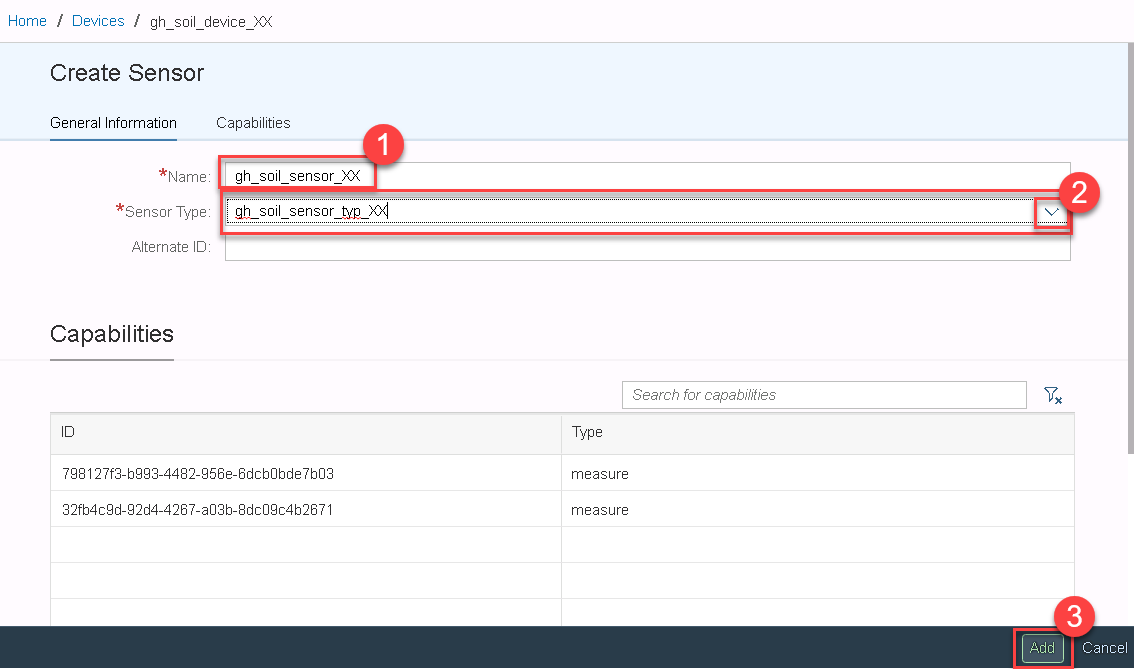 Home / Devices / gh_soil_device_XX
Create Sensor
General Information Capabilities
1
*Name: gh_soil_sensor_XX
2
*Sensor Type: gh_soil_sensor_typ_XX
Alternate ID:
Capabilities
Search for capabilities
ID Type
798127f3-b993-4482-956e-6dcb0bde7b03 measure
32fb4c9d-92d4-4267-a03b-8dc09c4b2671 measure
3
Add Cancel